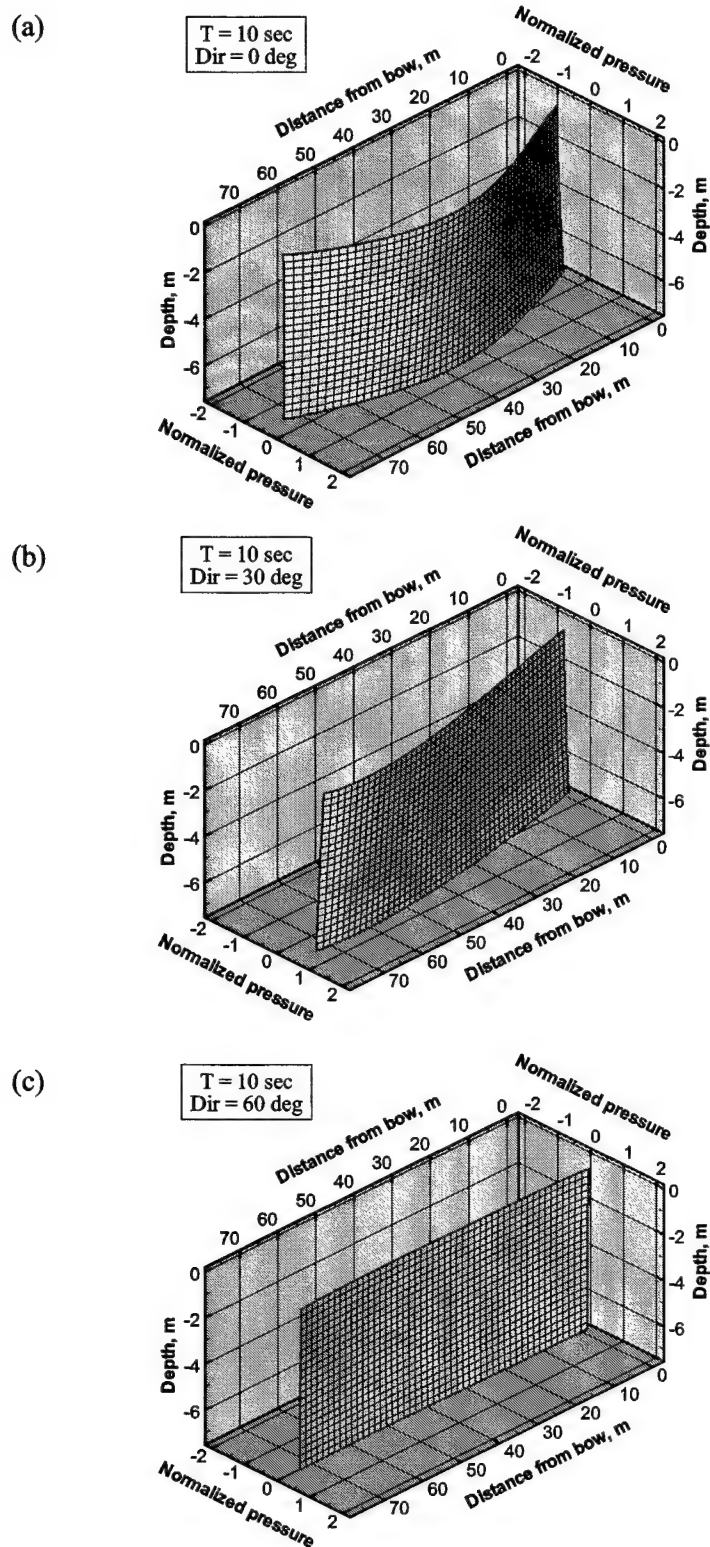 (a)
T = 10 sec
Dir = 0 deg
Distance from bow, m
70 60 50 40 30 20 10 0
Normalized pressure
-2 -1 0 1 2
0 -2 -4 -6
Depth, m
0 -2 -4 -6
Depth, m
-2 -1 0 1 2
Normalized pressure
70 60 50 40 30 20 10 0
Distance from bow, m
(b)
T = 10 sec
Dir = 30 deg
Distance from bow, m
70 60 50 40 30 20 10 0
Normalized pressure
-2 -1 0 1 2
0 -2 -4 -6
Depth, m
0 -2 -4 -6
Depth, m
-2 -1 0 1 2
Normalized pressure
70 60 50 40 30 20 10 0
Distance from bow, m
(c)
T = 10 sec
Dir = 60 deg
Distance from bow, m
70 60 50 40 30 20 10 0
Normalized pressure
-2 -1 0 1 2
0 -2 -4 -6
Depth, m
0 -2 -4 -6
Depth, m
-2 -1 0 1 2
Normalized pressure
70 60 50 40 30 20 10 0
Distance from bow, m